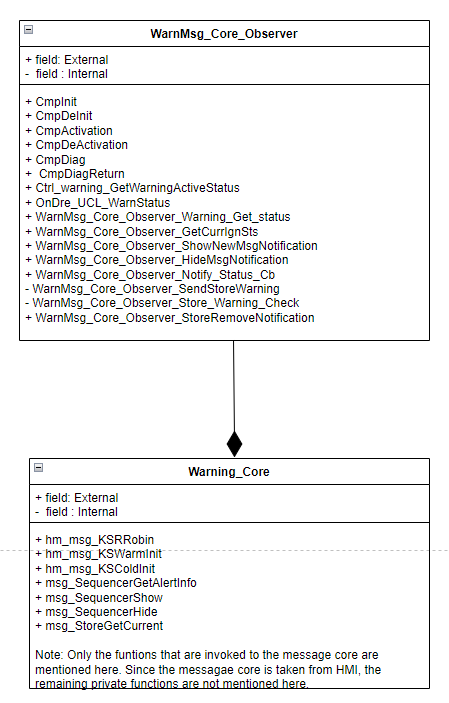 WarnMsg_Core_Observer
+ field: External
- field : Internal
+ CmpInit
+ CmpDeInit
+ CmpActivation
+ CmpDeActivation
+ CmpDiag
+ CmpDiagReturn
+ Ctrl_warning_GetWarningActiveStatus
+ OnDre_UCL_WarnStatus
+ WarnMsg_Core_Observer_Warning_Get_status
+ WarnMsg_Core_Observer_GetCurrIgnSts
+ WarnMsg_Core_Observer_ShowNewMsgNotification
+ WarnMsg_Core_Observer_HideMsgNotification
+ WarnMsg_Core_Observer_Notify_Status_Cb
- WarnMsg_Core_Observer_SendStoreWarning
- WarnMsg_Core_Observer_Store_Warning_Check
+ WarnMsg_Core_Observer_StoreRemoveNotification
Warning_Core
+ field: External
- field : Internal
+ hm_msg_KSRRobin
+ hm_msg_KSWarmInit
+ hm_msg_KSColdInit
+ msg_SequencerGetAlertInfo
+ msg_SequencerShow
+ msg_SequencerHide
+ msg_StoreGetCurrent
Note: Only the funtions that are invoked to the message core are
mentioned here. Since the messagae core is taken from HMI, the
remaining private functions are not mentioned here.